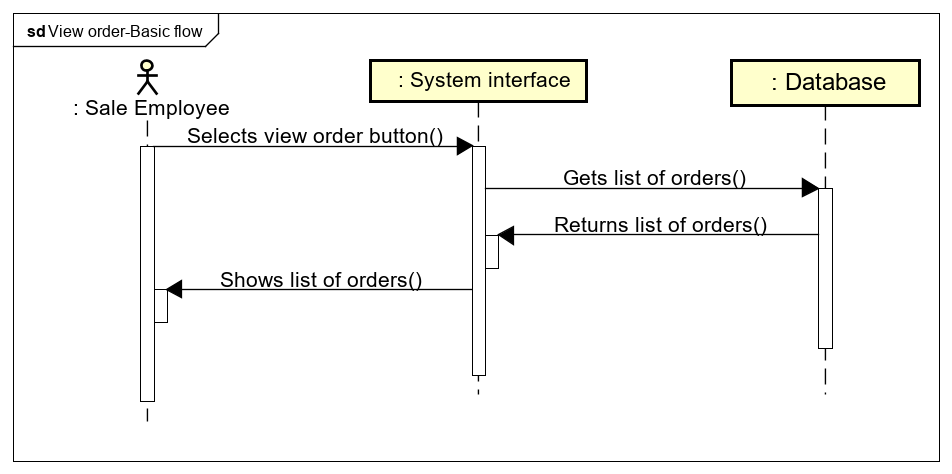 sd View order-Basic flow
: System interface
: Database
: Sale Employee
Selects view order button()
Gets list of orders()
Returns list of orders()
Shows list of orders()